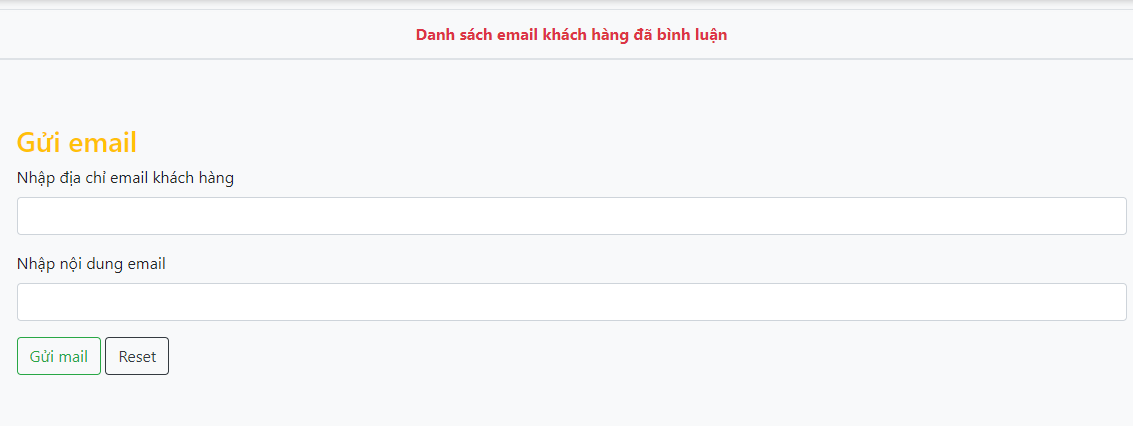 Danh sách email khách hàng đã bình luận
Gửi email
Nhập địa chỉ email khách hàng
Nhập nội dung email
Gửi mail Reset